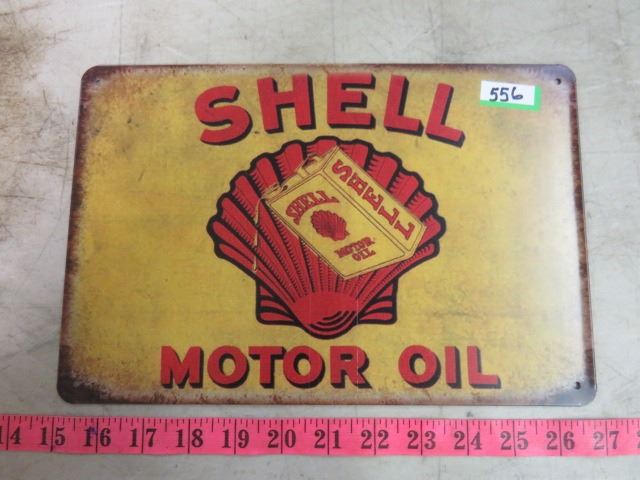 SHELL
556
SHELL
SHELL
MOTOR
OIL
MOTOR OIL
14 15 16 17 18 19 20 21 22 23 24 25 26 27